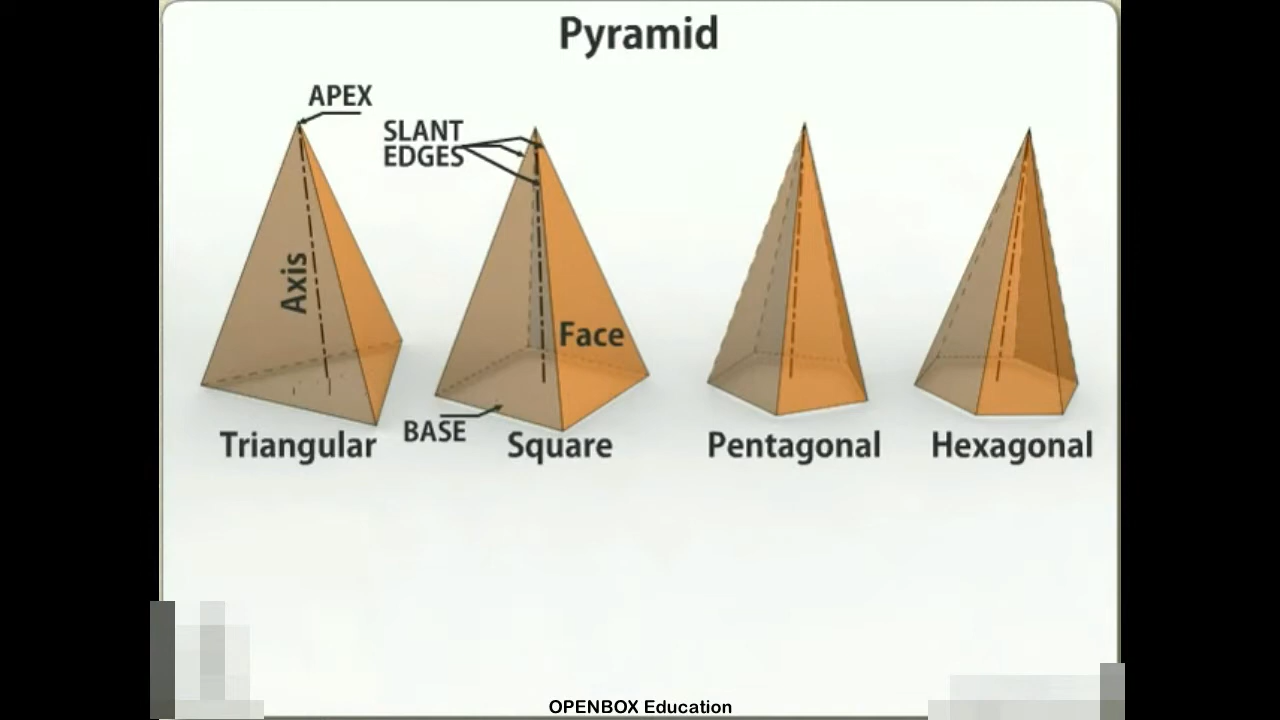 Pyramid
APEX
SLANT
EDGES
Axis
Face
BASE
Triangular
Square
Pentagonal
Hexagonal
OPENBOX Education